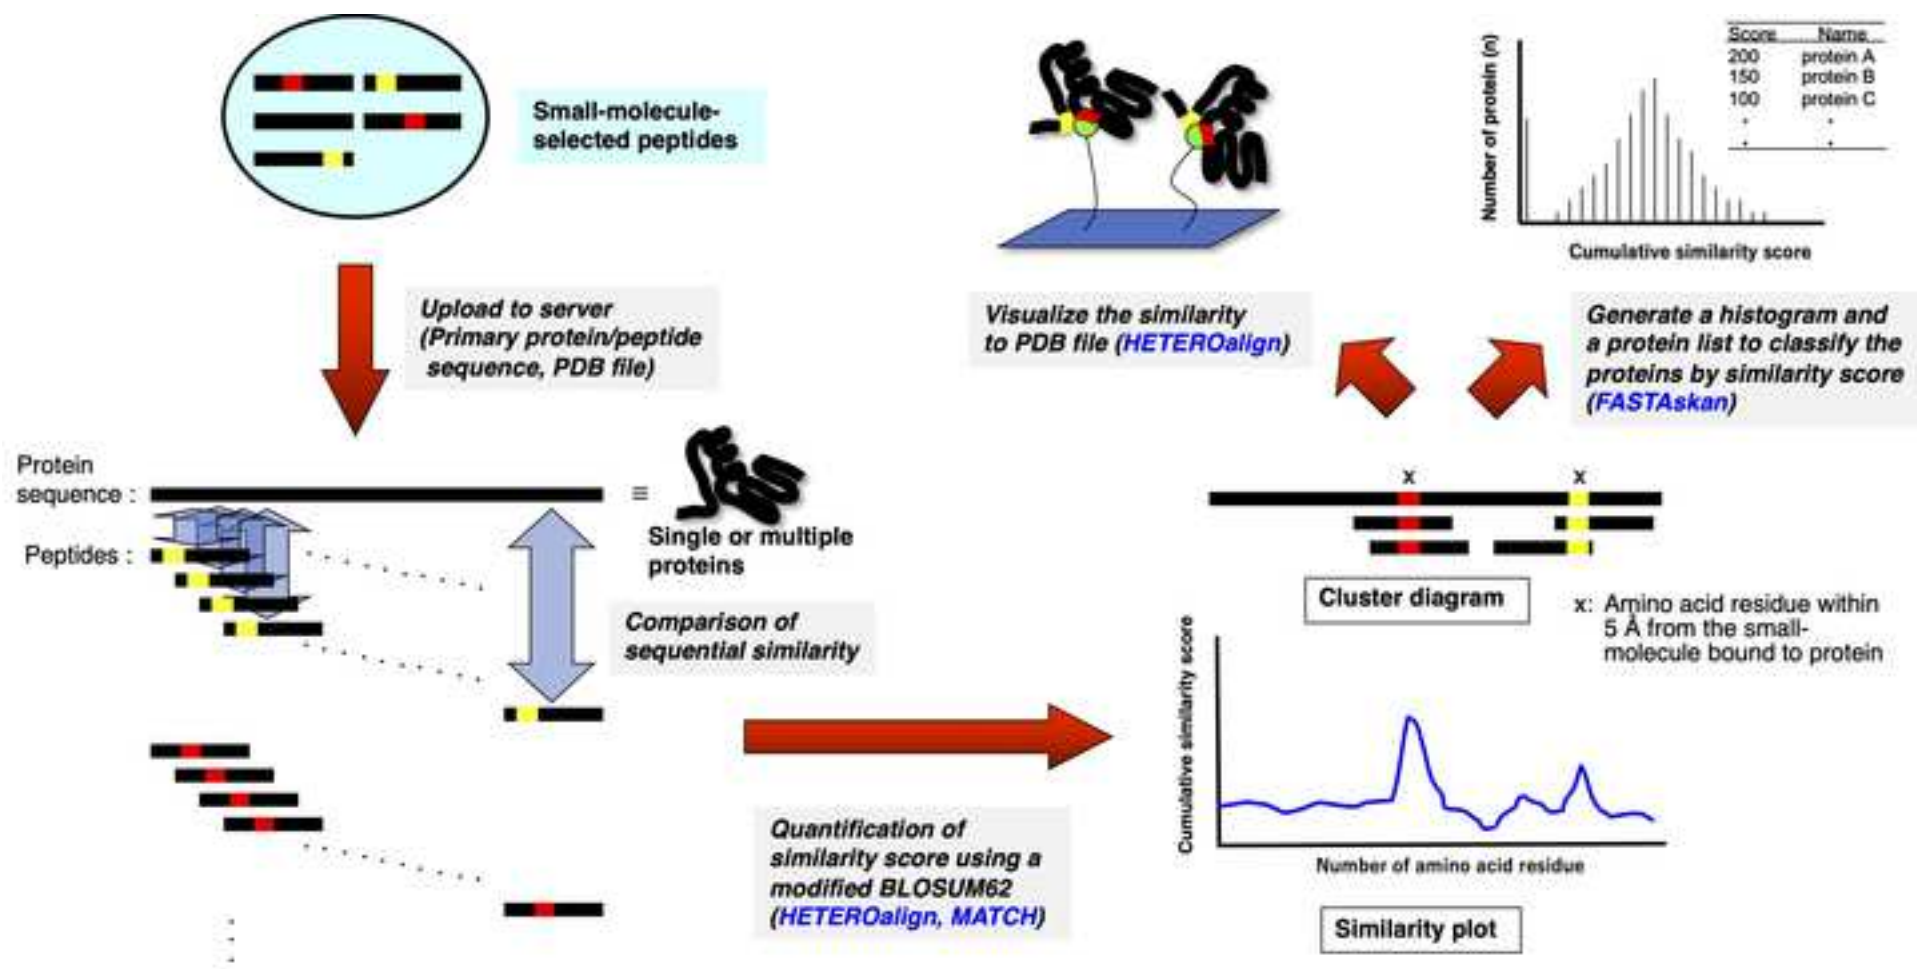 Small-molecule-
selected peptides
Upload to server
(Primary protein/peptide
sequence, PDB file)
Protein
sequence :
Peptides :
≡
Single or multiple
proteins
Comparison of
sequential similarity
Quantification of
similarity score using a
modified BLOSUM62
(HETEROalign, MATCH)
Visualize the similarity
to PDB file (HETEROalign)
Number of protein (n)
Cumulative similarity score
Score Name
200 protein A
150 protein B
100 protein C
Generate a histogram and
a protein list to classify the
proteins by similarity score
(FASTAskan)
x x
Cluster diagram
x: Amino acid residue within
5 Å from the small-
molecule bound to protein
Cumulative similarity score
Number of amino acid residue
Similarity plot